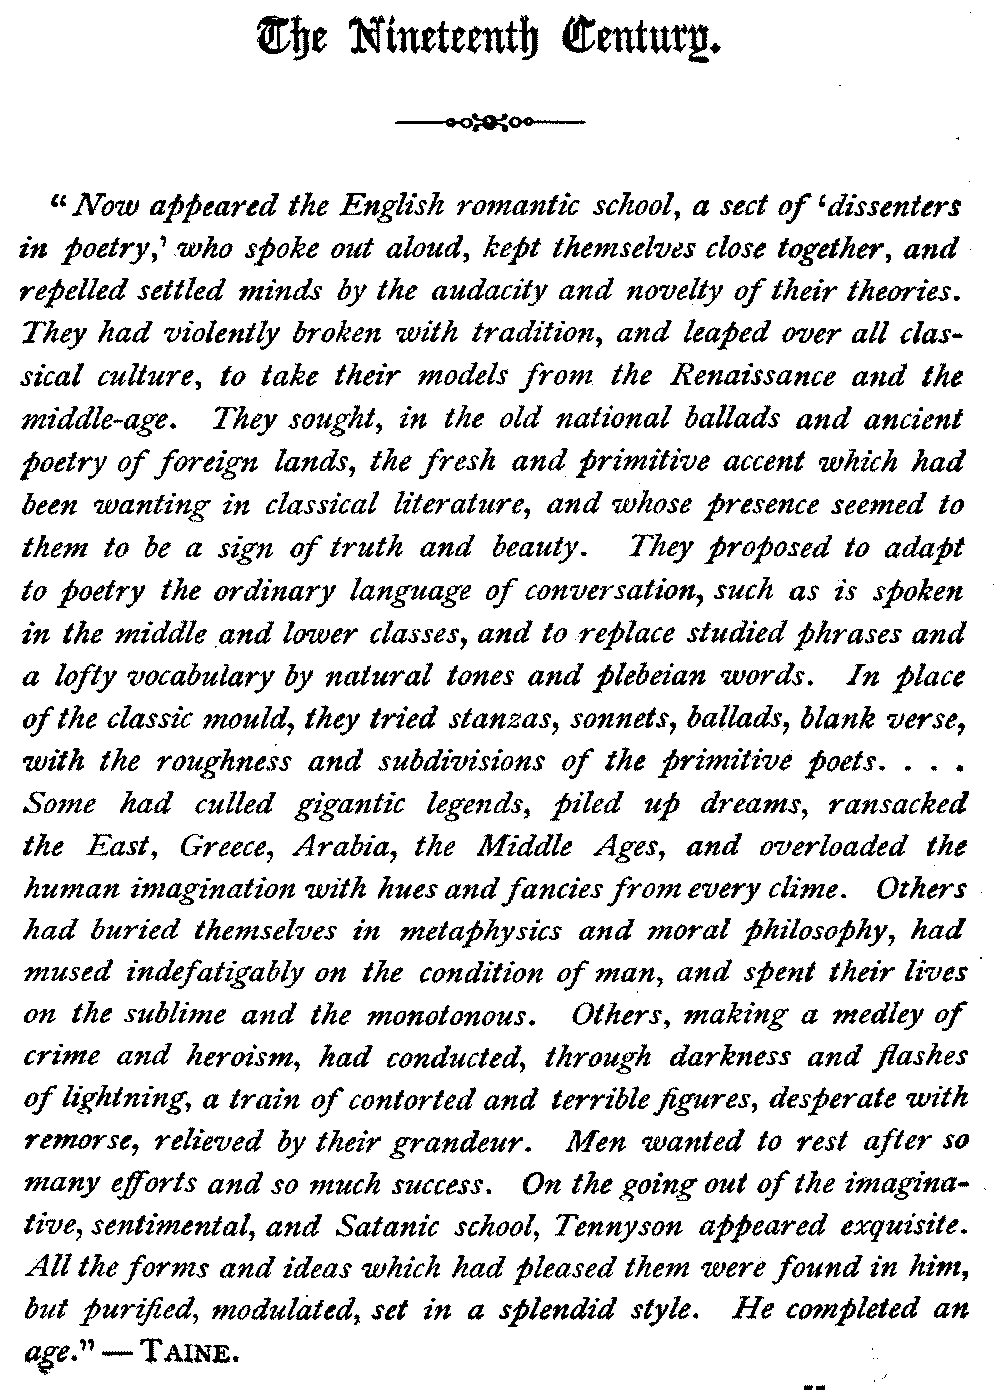 The Nineteenth Century.
"Now appeared the English romantic school, a sect of 'dissenters
in poetry,' who spoke out aloud, kept themselves close together, and
repelled settled minds by the audacity and novelty of their theories.
They had violently broken with tradition, and leaped over all clas-
sical culture, to take their models from the Renaissance and the
middle-age. They sought, in the old national ballads and ancient
poetry of foreign lands, the fresh and primitive accent which had
been wanting in classical literature, and whose presence seemed to
them to be a sign of truth and beauty. They proposed to adapt
to poetry the ordinary language of conversation, such as is spoken
in the middle and lower classes, and to replace studied phrases and
a lofty vocabulary by natural tones and plebeian words. In place
of the classic mould, they tried stanzas, sonnets, ballads, blank verse,
with the roughness and subdivisions of the primitive poets. . . .
Some had culled gigantic legends, piled up dreams, ransacked
the East, Greece, Arabia, the Middle Ages, and overloaded the
human imagination with hues and fancies from every clime. Others
had buried themselves in metaphysics and moral philosophy, had
mused indefatigably on the condition of man, and spent their lives
on the sublime and the monotonous. Others, making a medley of
crime and heroism, had conducted, through darkness and flashes
of lightning, a train of contorted and terrible figures, desperate with
remorse, relieved by their grandeur. Men wanted to rest after so
many efforts and so much success. On the going out of the imagina-
tive, sentimental, and Satanic school, Tennyson appeared exquisite.
All the forms and ideas which had pleased them were found in him,
but purified, modulated, set in a splendid style. He completed an
age." — TAINE.